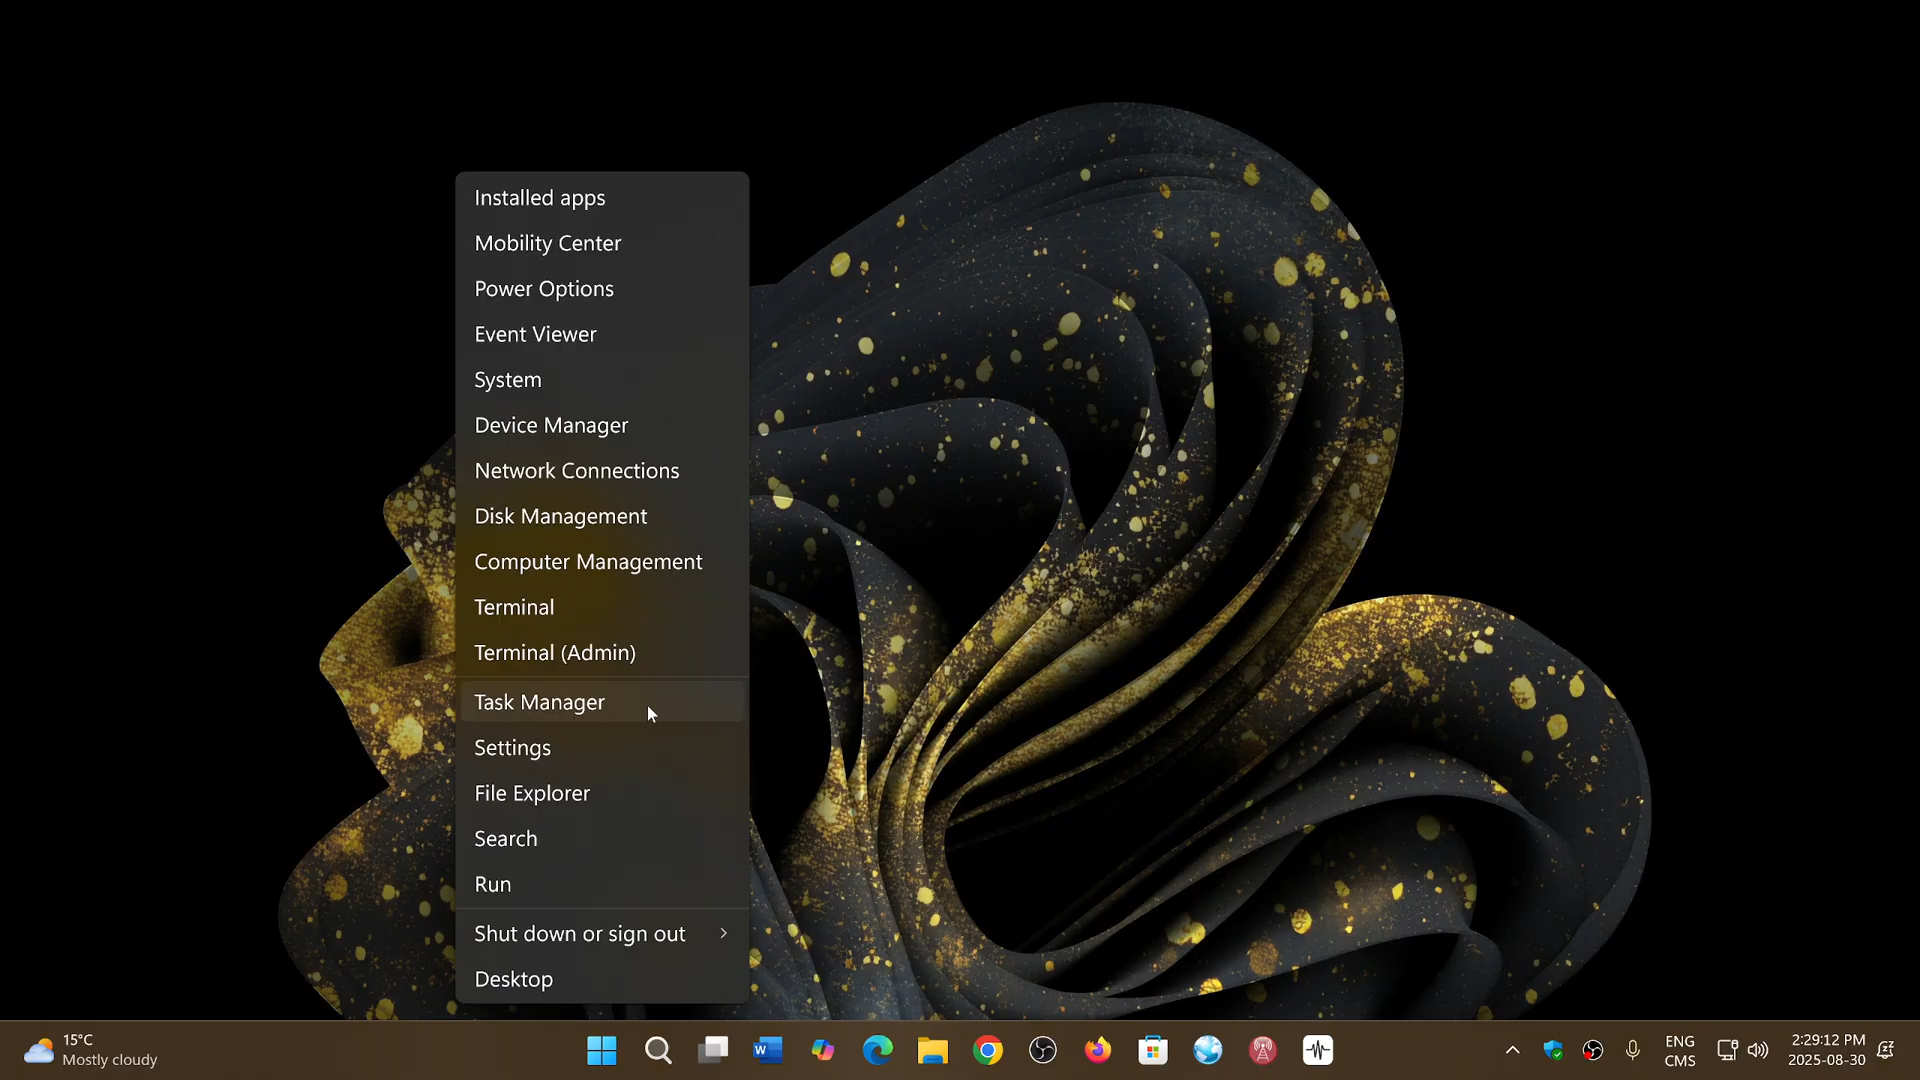 Installed apps
Mobility Center
Power Options
Event Viewer
System
Device Manager
Network Connections
Disk Management
Computer Management
Terminal
Terminal (Admin)
Task Manager
Settings
File Explorer
Search
Run
Shut down or sign out
Desktop
15°C
Mostly cloudy
W
ENG
CMS
2:29:12 PM
2025-08-30